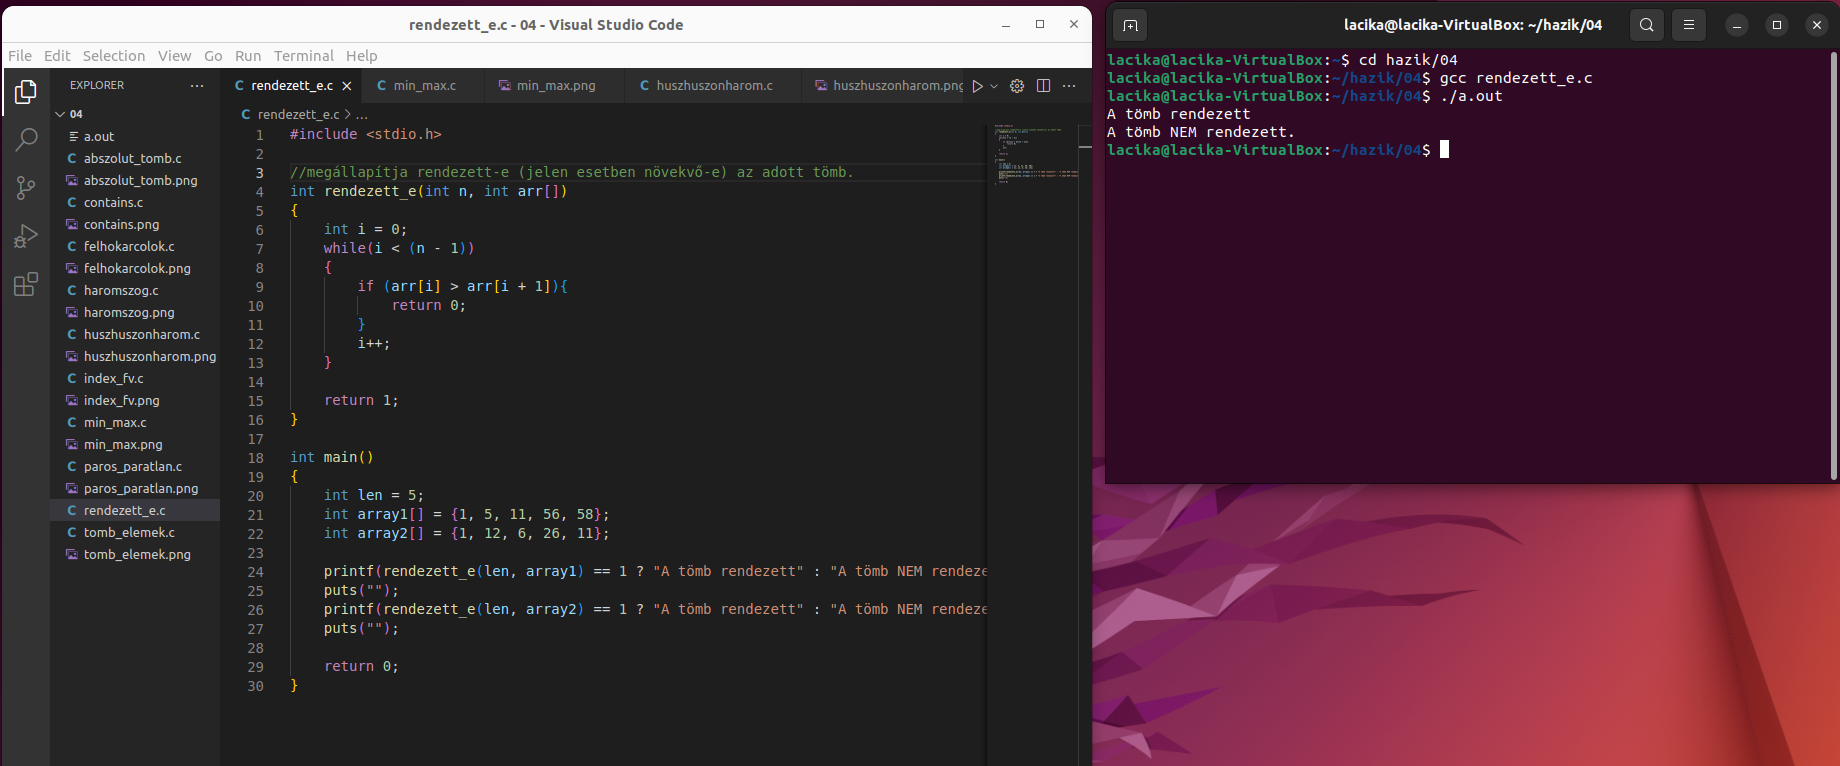 rendezett_e.c - 04 - Visual Studio Code
File Edit Selection View Go Run Terminal Help
EXPLORER
04
a.out
abszolut_tomb.c
abszolut_tomb.png
contains.c
contains.png
felhokarcolok.c
felhokarcolok.png
haromszog.c
haromszog.png
huszhuszonharom.c
huszhuszonharom.png
index_fv.c
index_fv.png
min_max.c
min_max.png
paros_paratlan.c
paros_paratlan.png
rendezett_e.c
tomb_elemek.c
tomb_elemek.png
rendezett_e.c min_max.c min_max.png huszhuszonharom.c huszhuszonharom.png
rendezett_e.c > ...
1 #include <stdio.h>
2
3 //megállapítja rendezett-e (jelen esetben növekvő-e) az adott tömb.
4 int rendezett_e(int n, int arr[])
5 {
6 int i = 0;
7 while(i < (n - 1))
8 {
9 if (arr[i] > arr[i + 1]){
10 return 0;
11 }
12 i++;
13 }
14
15 return 1;
16 }
17
18 int main()
19 {
20 int len = 5;
21 int array1[] = {1, 5, 11, 56, 58};
22 int array2[] = {1, 12, 6, 26, 11};
23
24 printf(rendezett_e(len, array1) == 1 ? "A tömb rendezett" : "A tömb NEM rendeze
25 puts("");
26 printf(rendezett_e(len, array2) == 1 ? "A tömb rendezett" : "A tömb NEM rendeze
27 puts("");
28
29 return 0;
30 }
lacika@lacika-VirtualBox: ~/hazik/04
lacika@lacika-VirtualBox:~$ cd hazik/04
lacika@lacika-VirtualBox:~/hazik/04$ gcc rendezett_e.c
lacika@lacika-VirtualBox:~/hazik/04$ ./a.out
A tömb rendezett
A tömb NEM rendezett.
lacika@lacika-VirtualBox:~/hazik/04$